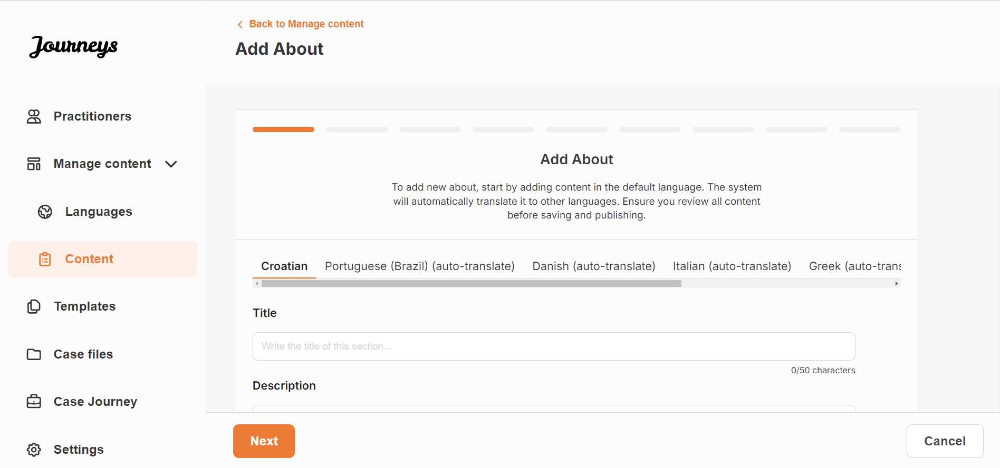 Journeys
Practitioners
Manage content
Languages
Content
Templates
Case files
Case Journey
Settings
Back to Manage content
Add About
Add About
To add new about, start by adding content in the default language. The system
will automatically translate it to other languages. Ensure you review all content
before saving and publishing.
Croatian Portuguese (Brazil) (auto-translate) Danish (auto-translate) Italian (auto-translate) Greek (auto-trans
Title
Write the title of this section...
0/50 characters
Description
Next
Cancel